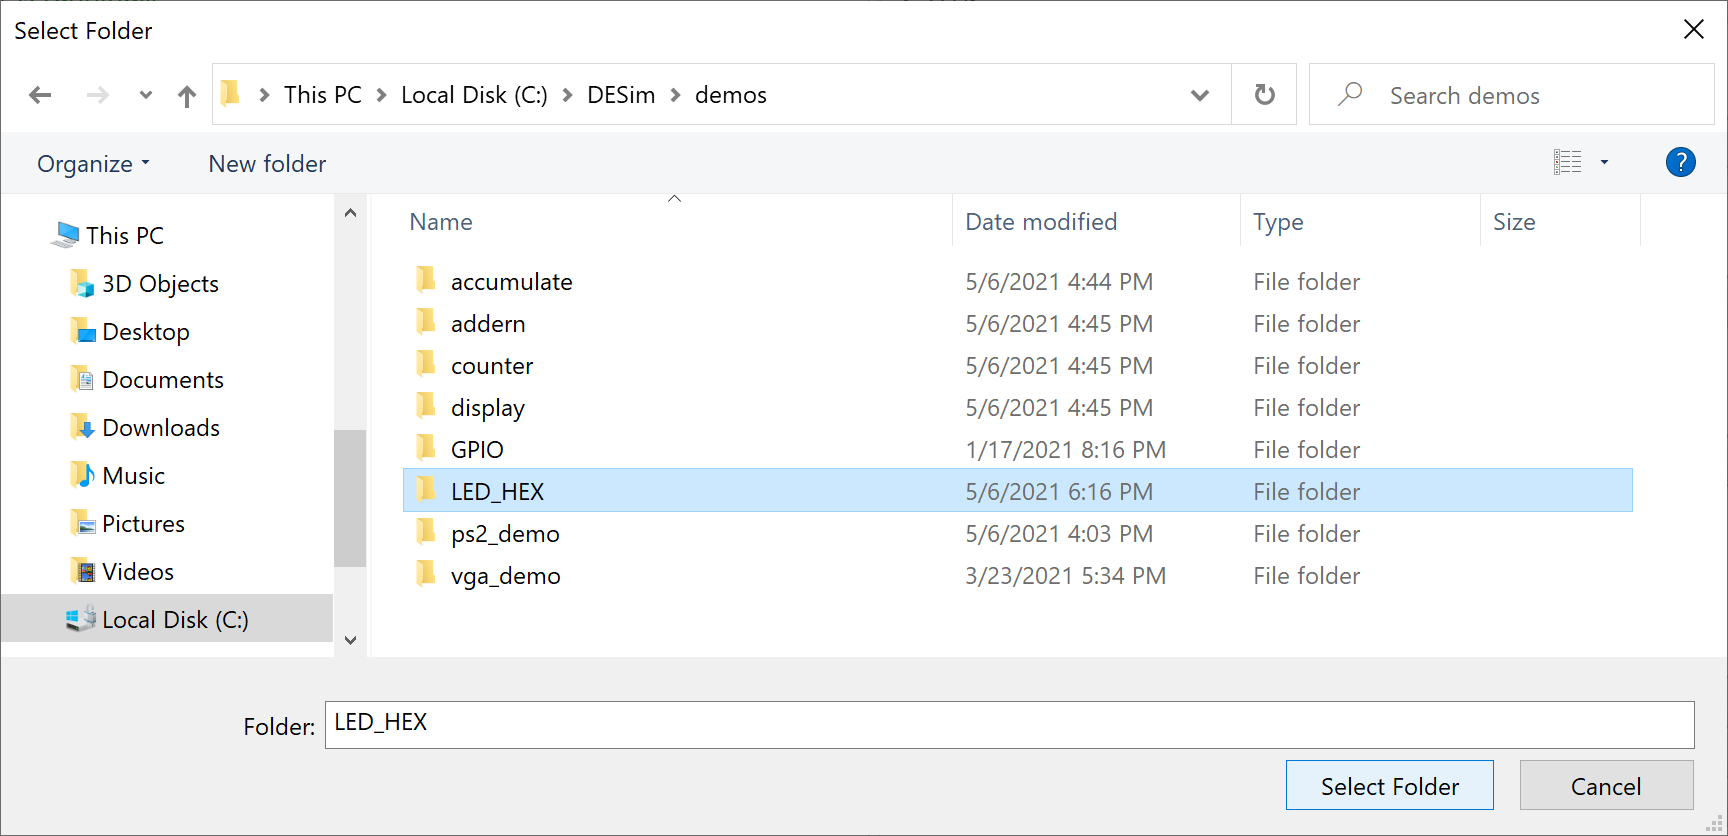 Select Folder
This PC Local Disk (C:) DESim demos
Search demos
Organize New folder
?
Name Date modified Type Size
This PC
3D Objects
Desktop
Documents
Downloads
Music
Pictures
Videos
Local Disk (C:)
accumulate 5/6/2021 4:44 PM File folder
addern 5/6/2021 4:45 PM File folder
counter 5/6/2021 4:45 PM File folder
display 5/6/2021 4:45 PM File folder
GPIO 1/17/2021 8:16 PM File folder
LED_HEX 5/6/2021 6:16 PM File folder
ps2_demo 5/6/2021 4:03 PM File folder
vga_demo 3/23/2021 5:34 PM File folder
Folder: LED_HEX
Select Folder Cancel